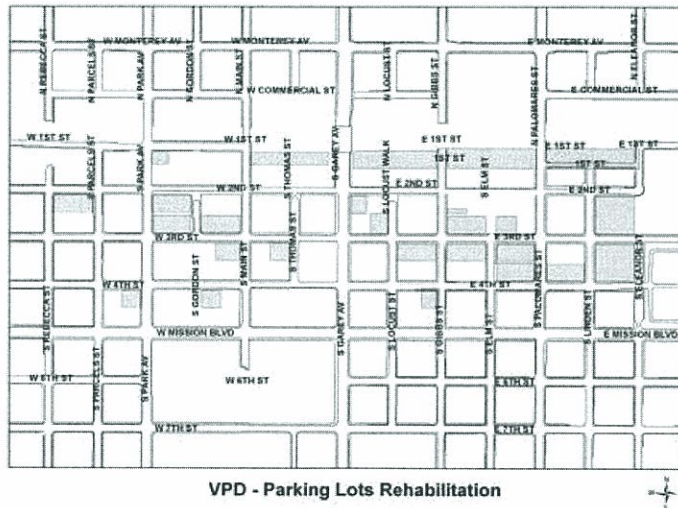 W MONTEREY AV
W MONTEREY AV
E MONTEREY AV
N REBECCA ST
N PARCELS ST
N PARK AV
N GORDON ST
N MAIN ST
N LOCUST ST
N GIBBS ST
N PALOMARES ST
N ELEANOR ST
W COMMERCIAL ST
E COMMERCIAL ST
W 1ST ST
W 1ST ST
E 1ST ST
1ST ST
E 1ST ST
E 1ST ST
1ST ST
S PARCELS ST
S PARK AV
S THOMAS ST
S GAREY AV
S LOCUST WALK
S ELM ST
W 2ND ST
E 2ND ST
E 2ND ST
W 3RD ST
E 3RD ST
S GORDON ST
S MAIN ST
S THOMAS ST
S PALOMARES ST
S ELEANOR ST
W 4TH ST
E 4TH ST
S REBECCA ST
S GAREY AV
S LOCUST ST
S GIBBS ST
S ELM ST
S LINDEN ST
W MISSION BLVD
E MISSION BLVD
S PARCELS ST
S PARK AV
W 6TH ST
W 6TH ST
E 6TH ST
W 7TH ST
E 7TH ST
VPD - Parking Lots Rehabilitation